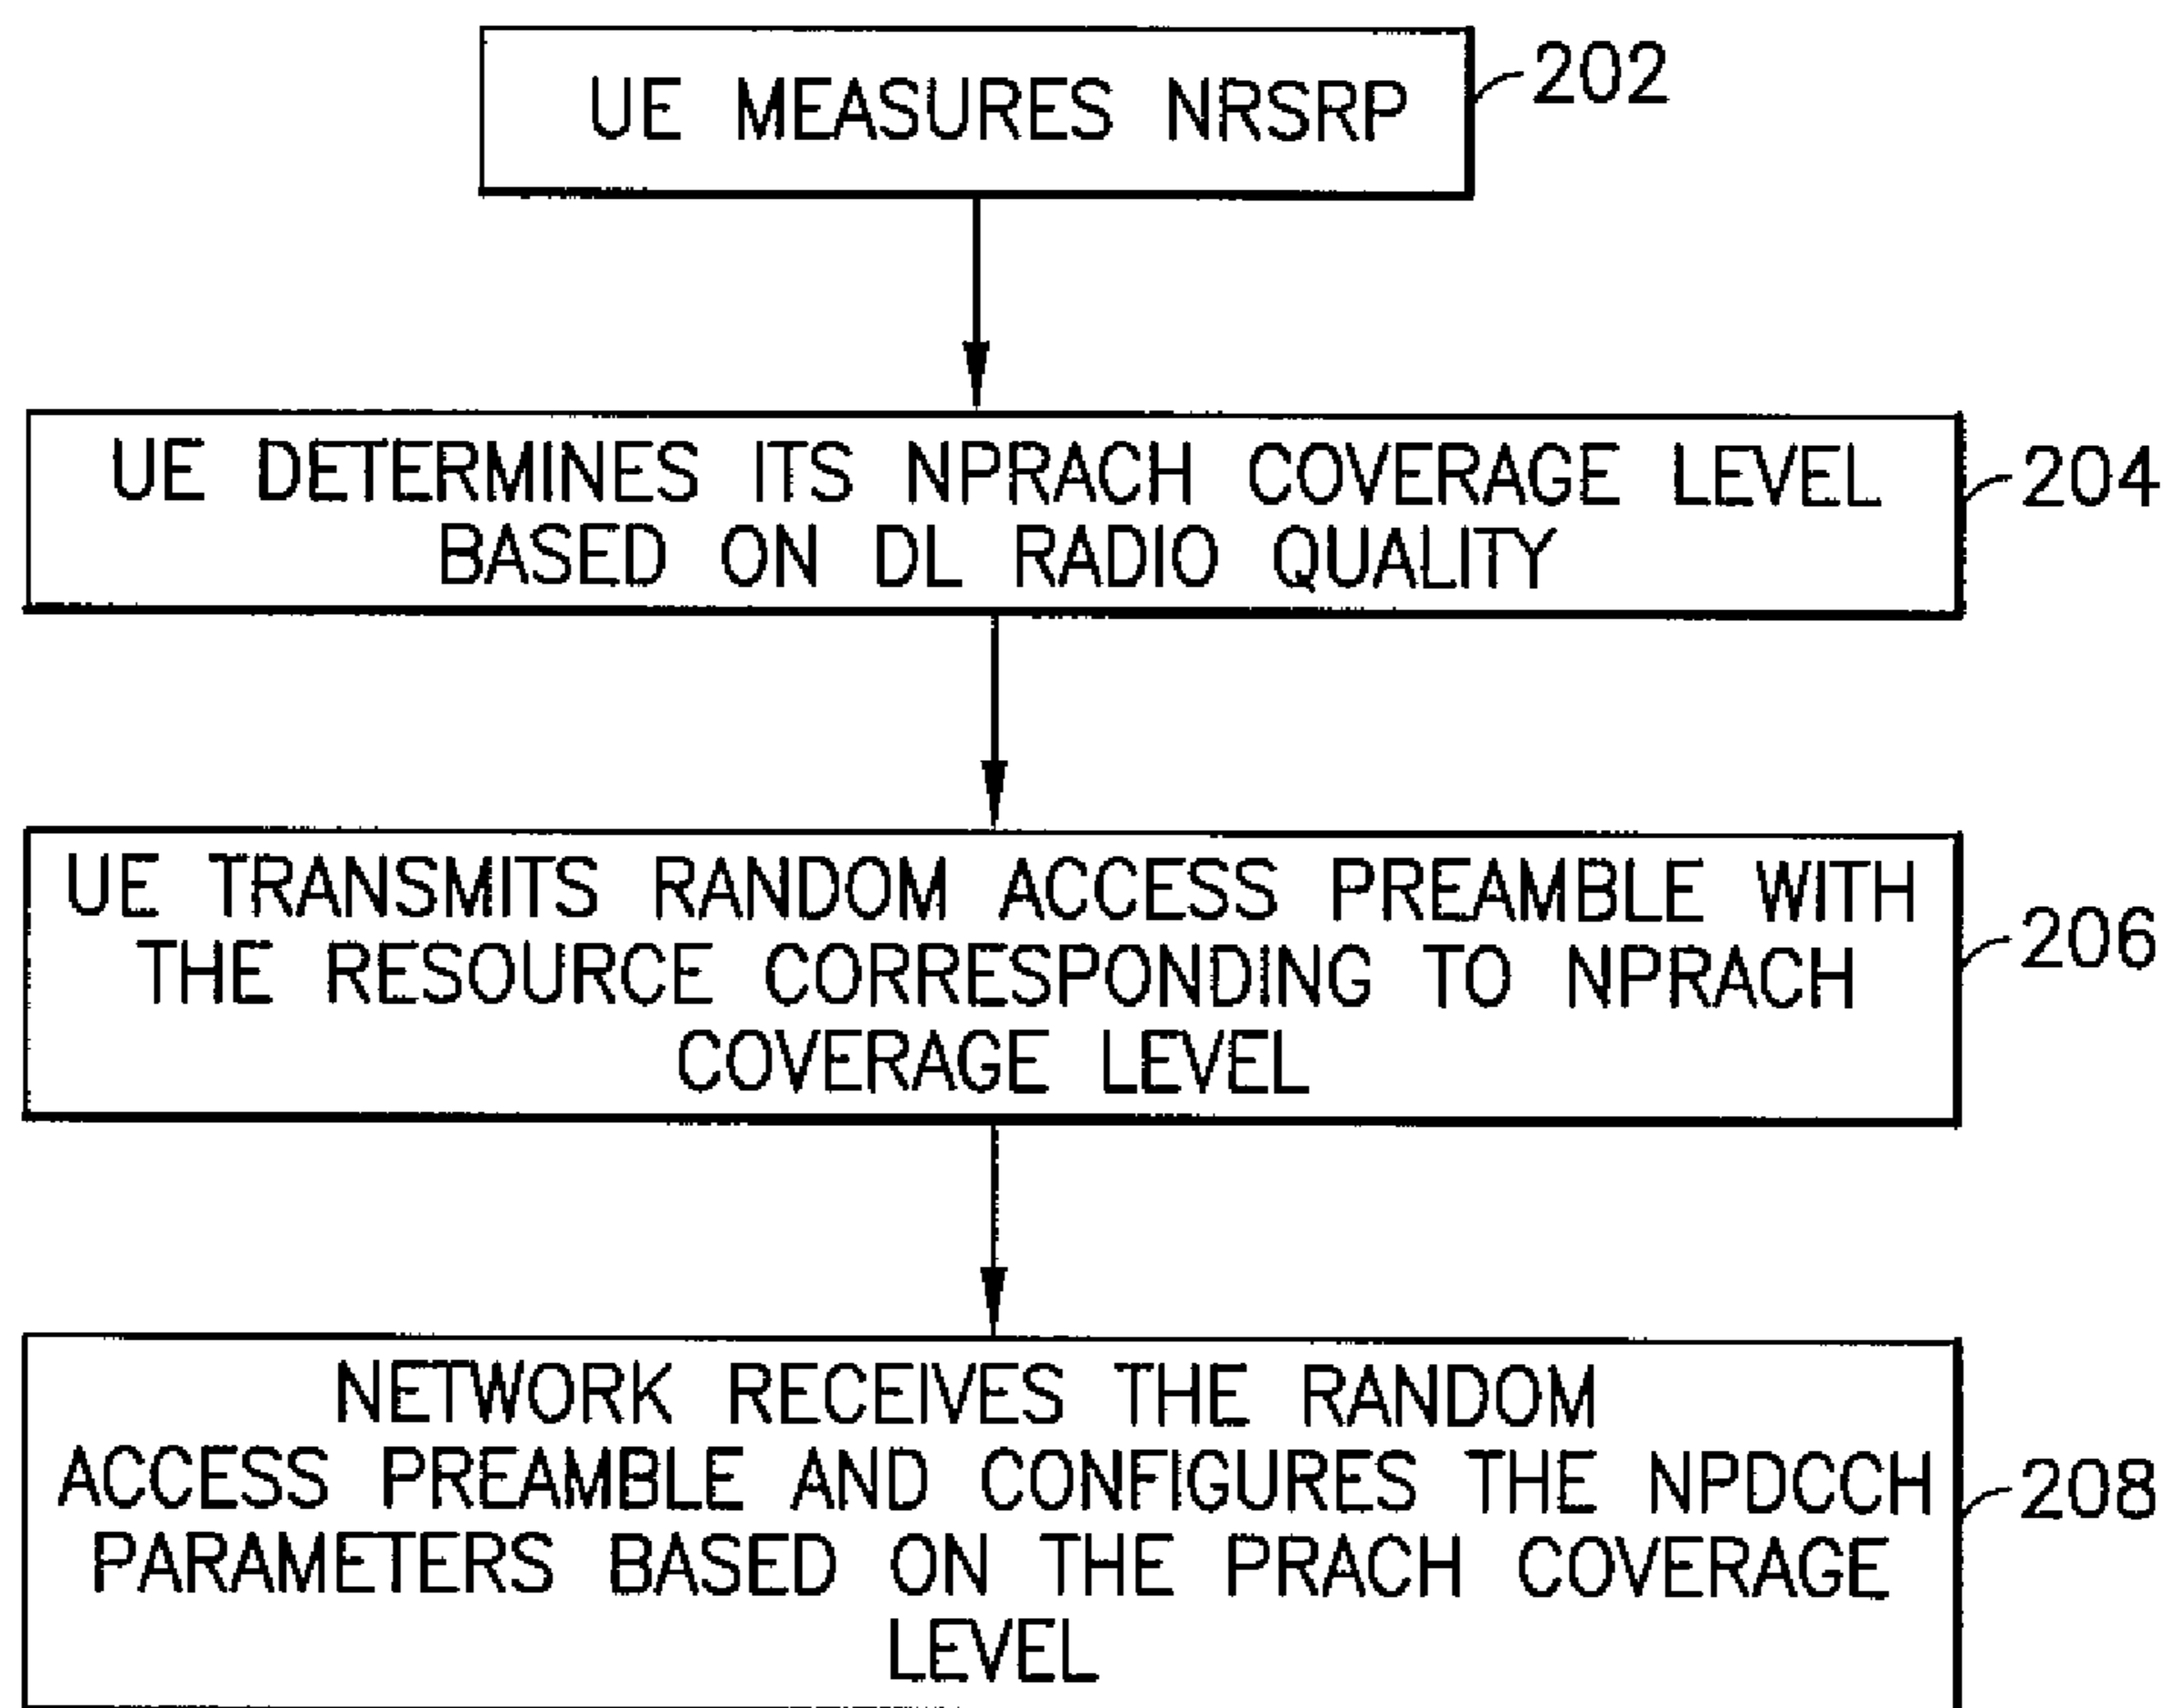 UE MEASURES NRSRP
202
UE DETERMINES ITS NPRACH COVERAGE LEVEL
BASED ON DL RADIO QUALITY
204
UE TRANSMITS RANDOM ACCESS PREAMBLE WITH
THE RESOURCE CORRESPONDING TO NPRACH
COVERAGE LEVEL
206
NETWORK RECEIVES THE RANDOM
ACCESS PREAMBLE AND CONFIGURES THE NPDCCH
PARAMETERS BASED ON THE PRACH COVERAGE
LEVEL
208